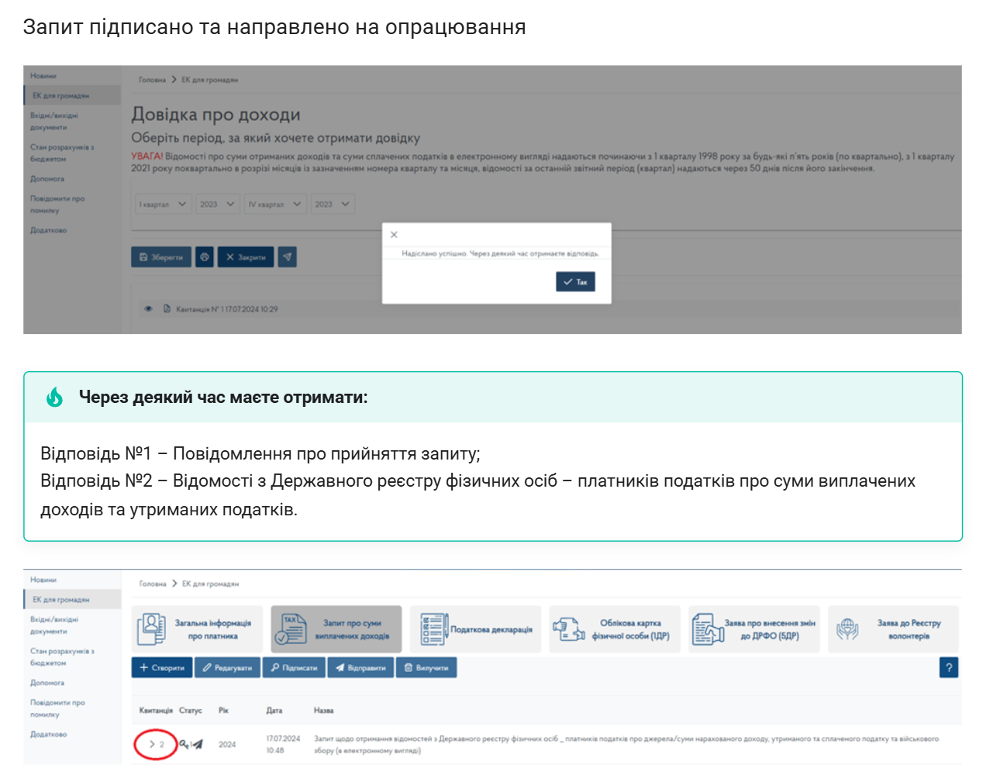 Запит підписано та направлено на опрацювання
Новини
ЕК для громадян
Вхідні/вихідні
документи
Стан розрахунків з
бюджетом
Допомога
Повідомити про
помилку
Додатково
Головна > ЕК для громадян
Довідка про доходи
Оберіть період, за який хочете отримати довідку
УВАГА! Відомості про суми отриманих доходів та суми сплачених податків в електронному вигляді надаються починаючи з 1 кварталу 1998 року за будь-які п'ять років (по квартально), з 1 кварталу
2021 року поквартально в розрізі місяців із зазначенням номера кварталу та місяця, відомості за останній звітний період (квартал) надаються через 50 днів після його закінчення.
I квартал 2023 IV квартал 2023
Зберегти Закрити
Надіслано успішно. Через деякий час отримаєте відповідь.
Так
Квитанція N° 1 17.07.2024 10:29
Через деякий час маєте отримати:
Відповідь №1 – Повідомлення про прийняття запиту;
Відповідь №2 – Відомості з Державного реєстру фізичних осіб – платників податків про суми виплачених
доходів та утриманих податків.
Новини
ЕК для громадян
Вхідні/вихідні
документи
Стан розрахунків з
бюджетом
Допомога
Повідомити про
помилку
Додатково
Головна > ЕК для громадян
Загальна інформація
про платника
TAX
Запит про суми
виплачених доходів
Податкова декларація
Облікова картка
фізичної особи (1ДР)
Заява про внесення змін
до ДРФО (5ДР)
Заява до Реєстру
волонтерів
+ Створити Редагувати Підписати Відправити Вилучити ?
Квитанція Статус Рік Дата Назва
> 2 2024 17.07.2024
10:48
Запит щодо отримання відомостей з Державного реєстру фізичних осіб _ платників податків про джерела/суми нарахованого доходу, утриманого та сплаченого податку та військового
збору (в електронному вигляді)